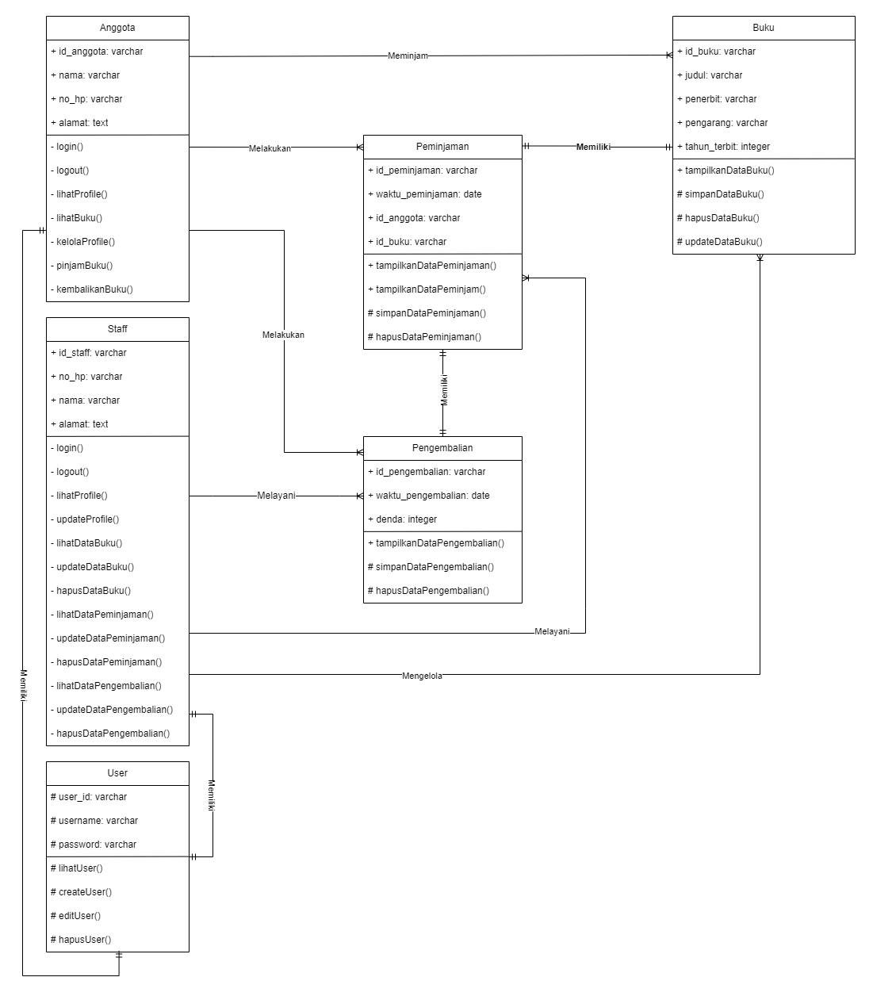 Anggota
+ id_anggota: varchar
+ nama: varchar
+ no_hp: varchar
+ alamat: text
- login()
- logout()
- lihatProfile()
- lihatBuku()
- kelolaProfile()
- pinjamBuku()
- kembalikanBuku()
Meminjam
Buku
+ id_buku: varchar
+ judul: varchar
+ penerbit: varchar
+ pengarang: varchar
+ tahun_terbit: integer
+ tampilkanDataBuku()
# simpanDataBuku()
# hapusDataBuku()
# updateDataBuku()
Melakukan
Peminjaman
+ id_peminjaman: varchar
+ waktu_peminjaman: date
+ id_anggota: varchar
+ id_buku: varchar
+ tampilkanDataPeminjaman()
+ tampilkanDataPeminjam()
# simpanDataPeminjaman()
# hapusDataPeminjaman()
Memiliki
Melakukan
Memiliki
Staff
+ id_staff: varchar
+ no_hp: varchar
+ nama: varchar
+ alamat: text
- login()
- logout()
- lihatProfile()
- updateProfile()
- lihatDataBuku()
- updateDataBuku()
- hapusDataBuku()
- lihatDataPeminjaman()
- updateDataPeminjaman()
- hapusDataPeminjaman()
- lihatDataPengembalian()
- updateDataPengembalian()
- hapusDataPengembalian()
Melayani
Pengembalian
+ id_pengembalian: varchar
+ waktu_pengembalian: date
+ denda: integer
+ tampilkanDataPengembalian()
# simpanDataPengembalian()
# hapusDataPengembalian()
Melayani
Mengelola
Memiliki
Memiliki
User
# user_id: varchar
# username: varchar
# password: varchar
# lihatUser()
# createUser()
# editUser()
# hapusUser()